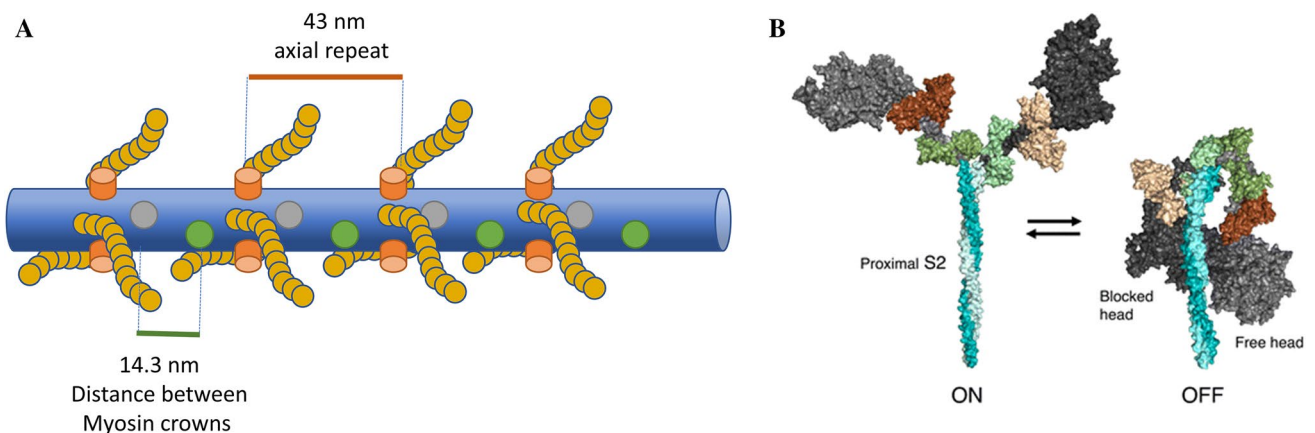 A
43 nm
axial repeat
14.3 nm
Distance between
Myosin crowns
B
Proximal S2
Blocked
head
Free head
ON
OFF